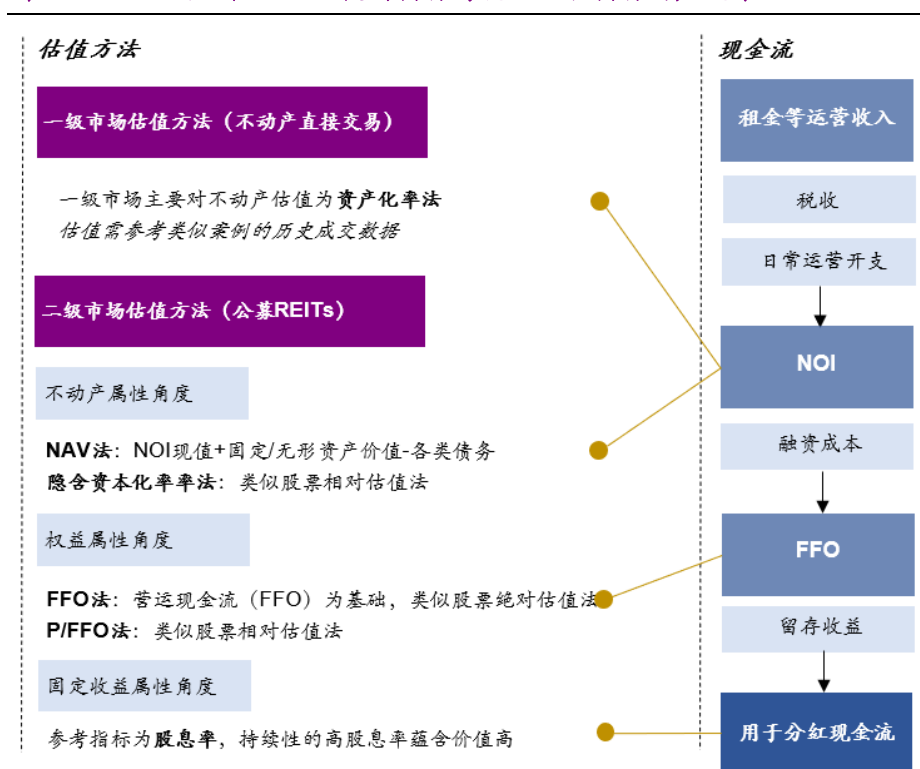 估值方法
一级市场估值方法（不动产直接交易）
一级市场主要对不动产估值为资产化率法
估值需参考类似案例的历史成交数据
二级市场估值方法（公募REITs）
不动产属性角度
NAV法：NOI现值+固定/无形资产价值-各类债务
隐含资本化率率法：类似股票相对估值法
权益属性角度
FFO法：营运现金流（FFO）为基础，类似股票绝对估值法
P/FFO法：类似股票相对估值法
固定收益属性角度
参考指标为股息率，持续性的高股息率蕴含价值高
现金流
租金等运营收入
税收
日常运营开支
NOI
融资成本
FFO
留存收益
用于分红现金流